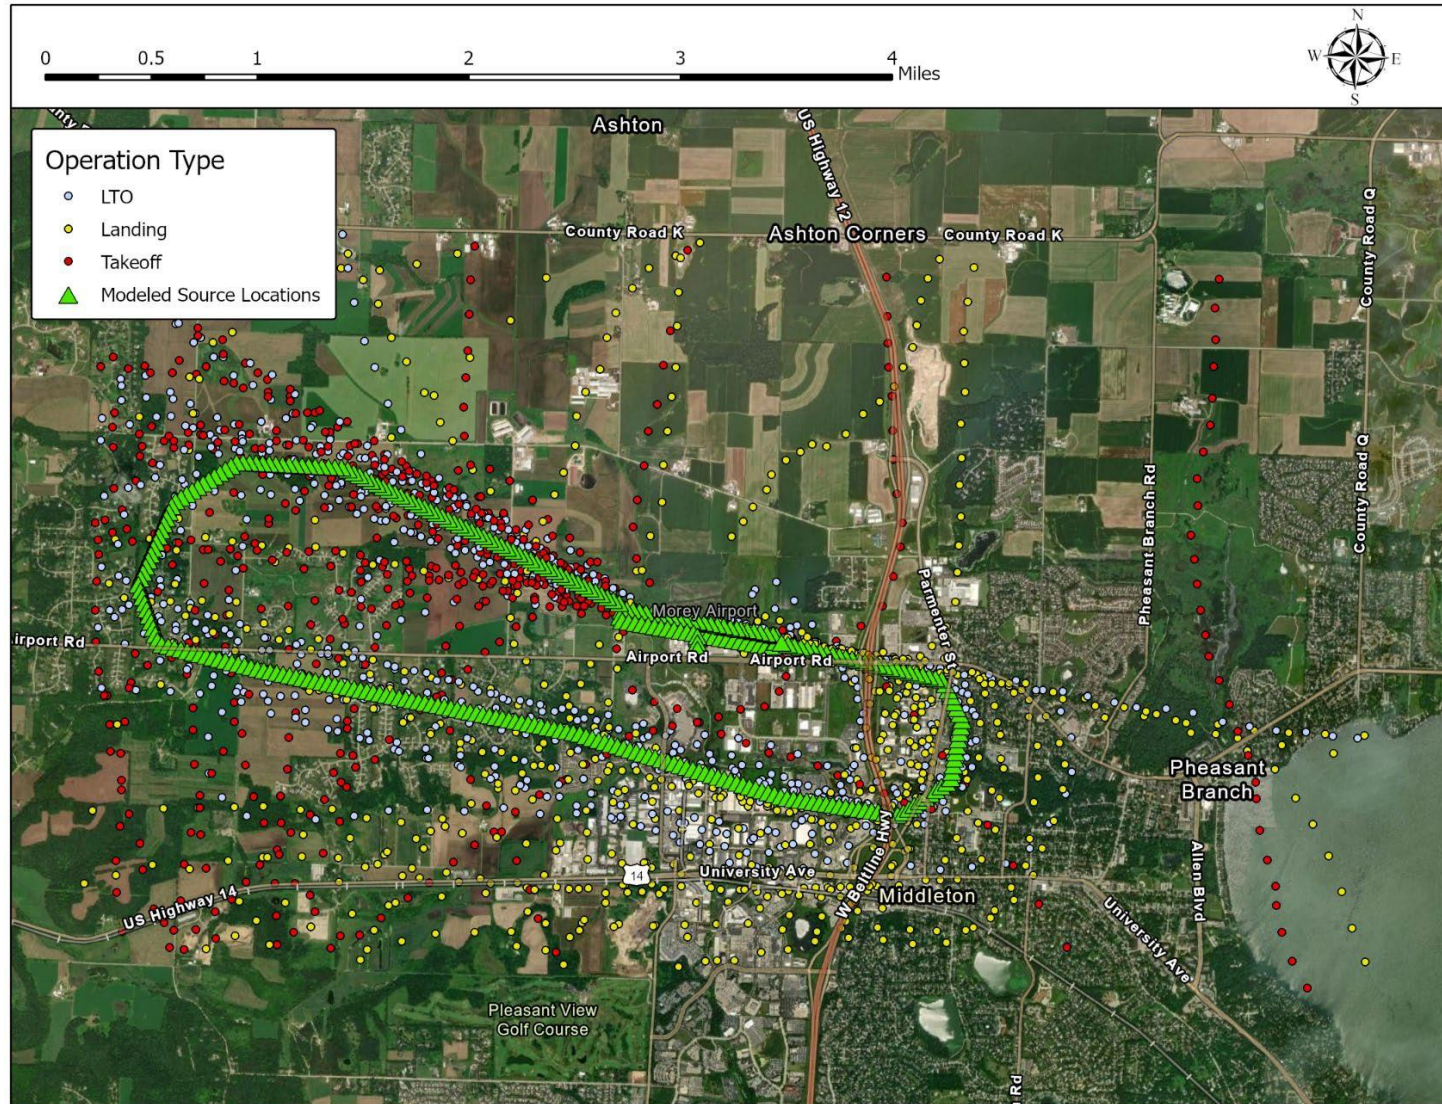 N
W
E
S
0
0.5
1
2
3
4
Miles
Operation Type
LTO
Landing
Takeoff
Modeled Source Locations
Ashton
US Highway 12
County Road K
Ashton Corners
County Road K
County Road Q
County Road Q
Pheasant Branch Rd
Parmenter St
Morey Airport
Airport Rd
Airport Rd
Pheasant
Branch
Allen Blvd
W Beltline Hwy
University Ave
14
US Highway 14
Middleton
University Ave
Pleasant View
Golf Course
Rd